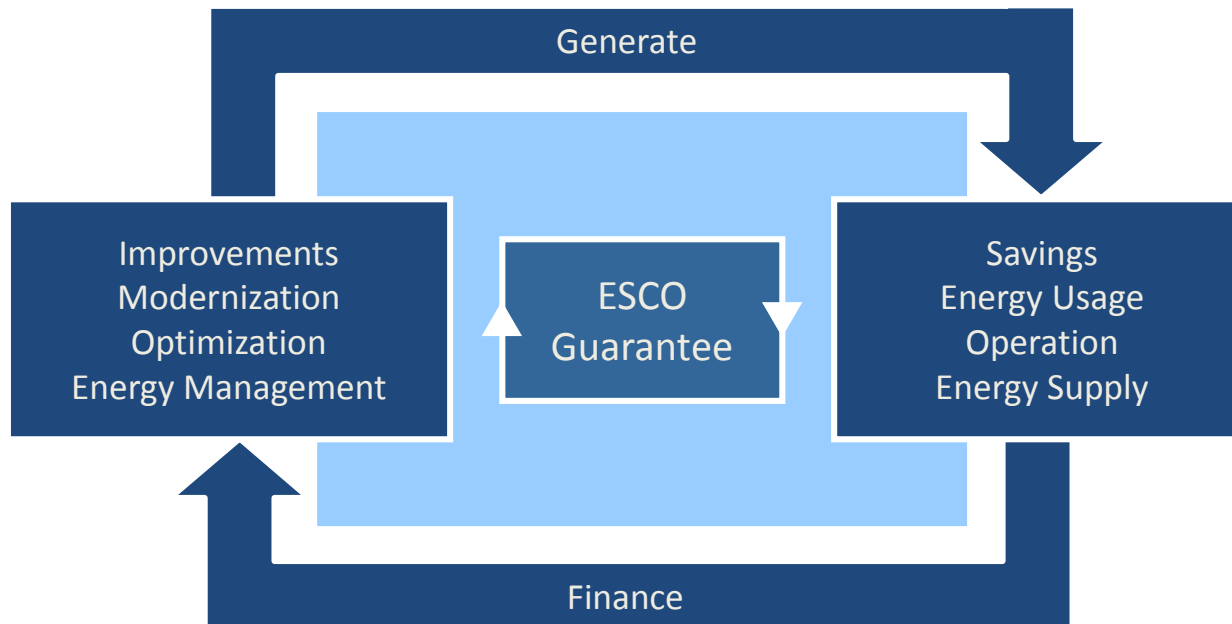 Generate
Improvements
Modernization
Optimization
Energy Management
ESCO
Guarantee
Savings
Energy Usage
Operation
Energy Supply
Finance